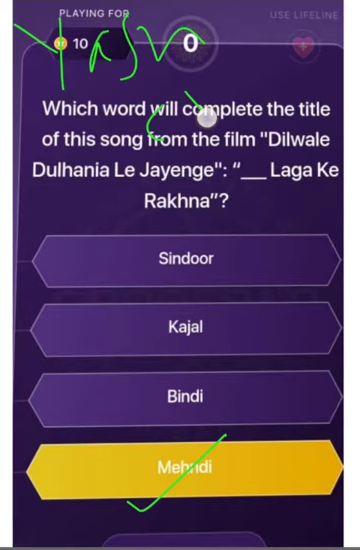 PLAYING FOR
USE LIFELINE
10
0
Yash
Which word will complete the title
of this song from the film "Dilwale
Dulhania Le Jayenge": “___ Laga Ke
Rakhna”?
Sindoor
Kajal
Bindi
Mehndi